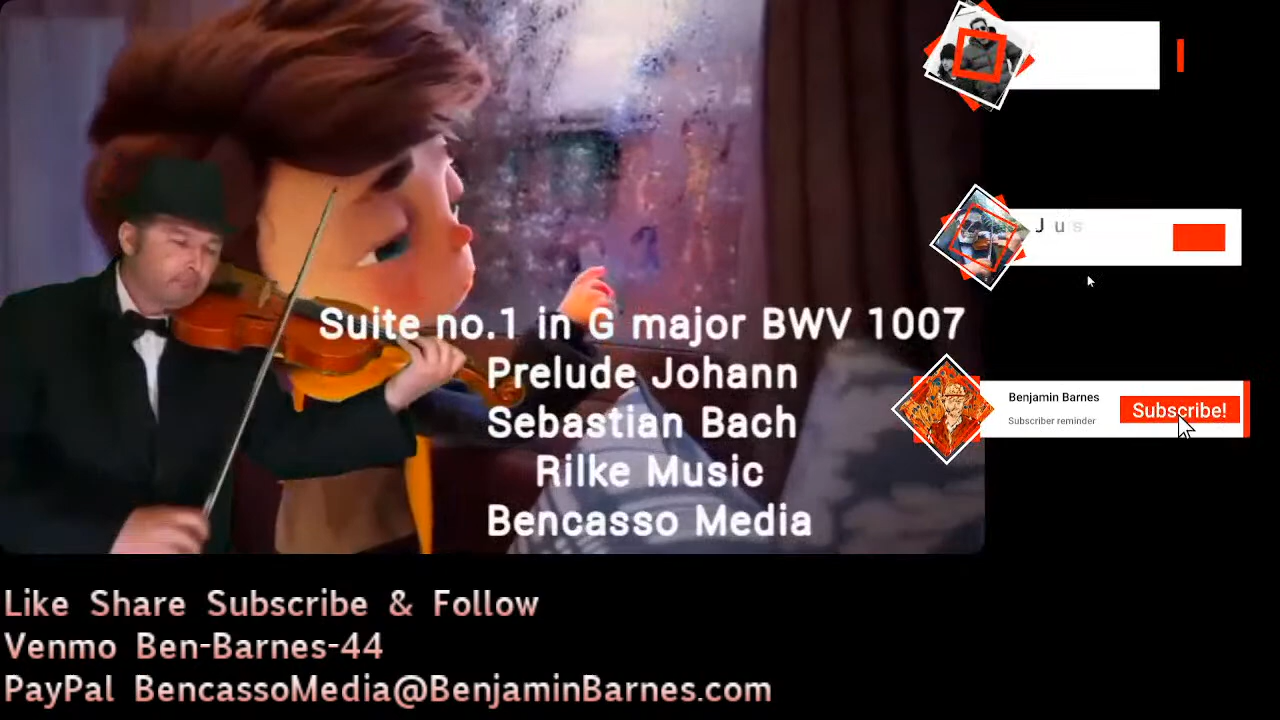 Suite no.1 in G major BWV 1007
Prelude Johann
Sebastian Bach
Rilke Music
Bencasso Media
J u s
Benjamin Barnes
Subscriber reminder
Subscribe!
Like Share Subscribe & Follow
Venmo Ben-Barnes-44
PayPal BencassoMedia@BenjaminBarnes.com